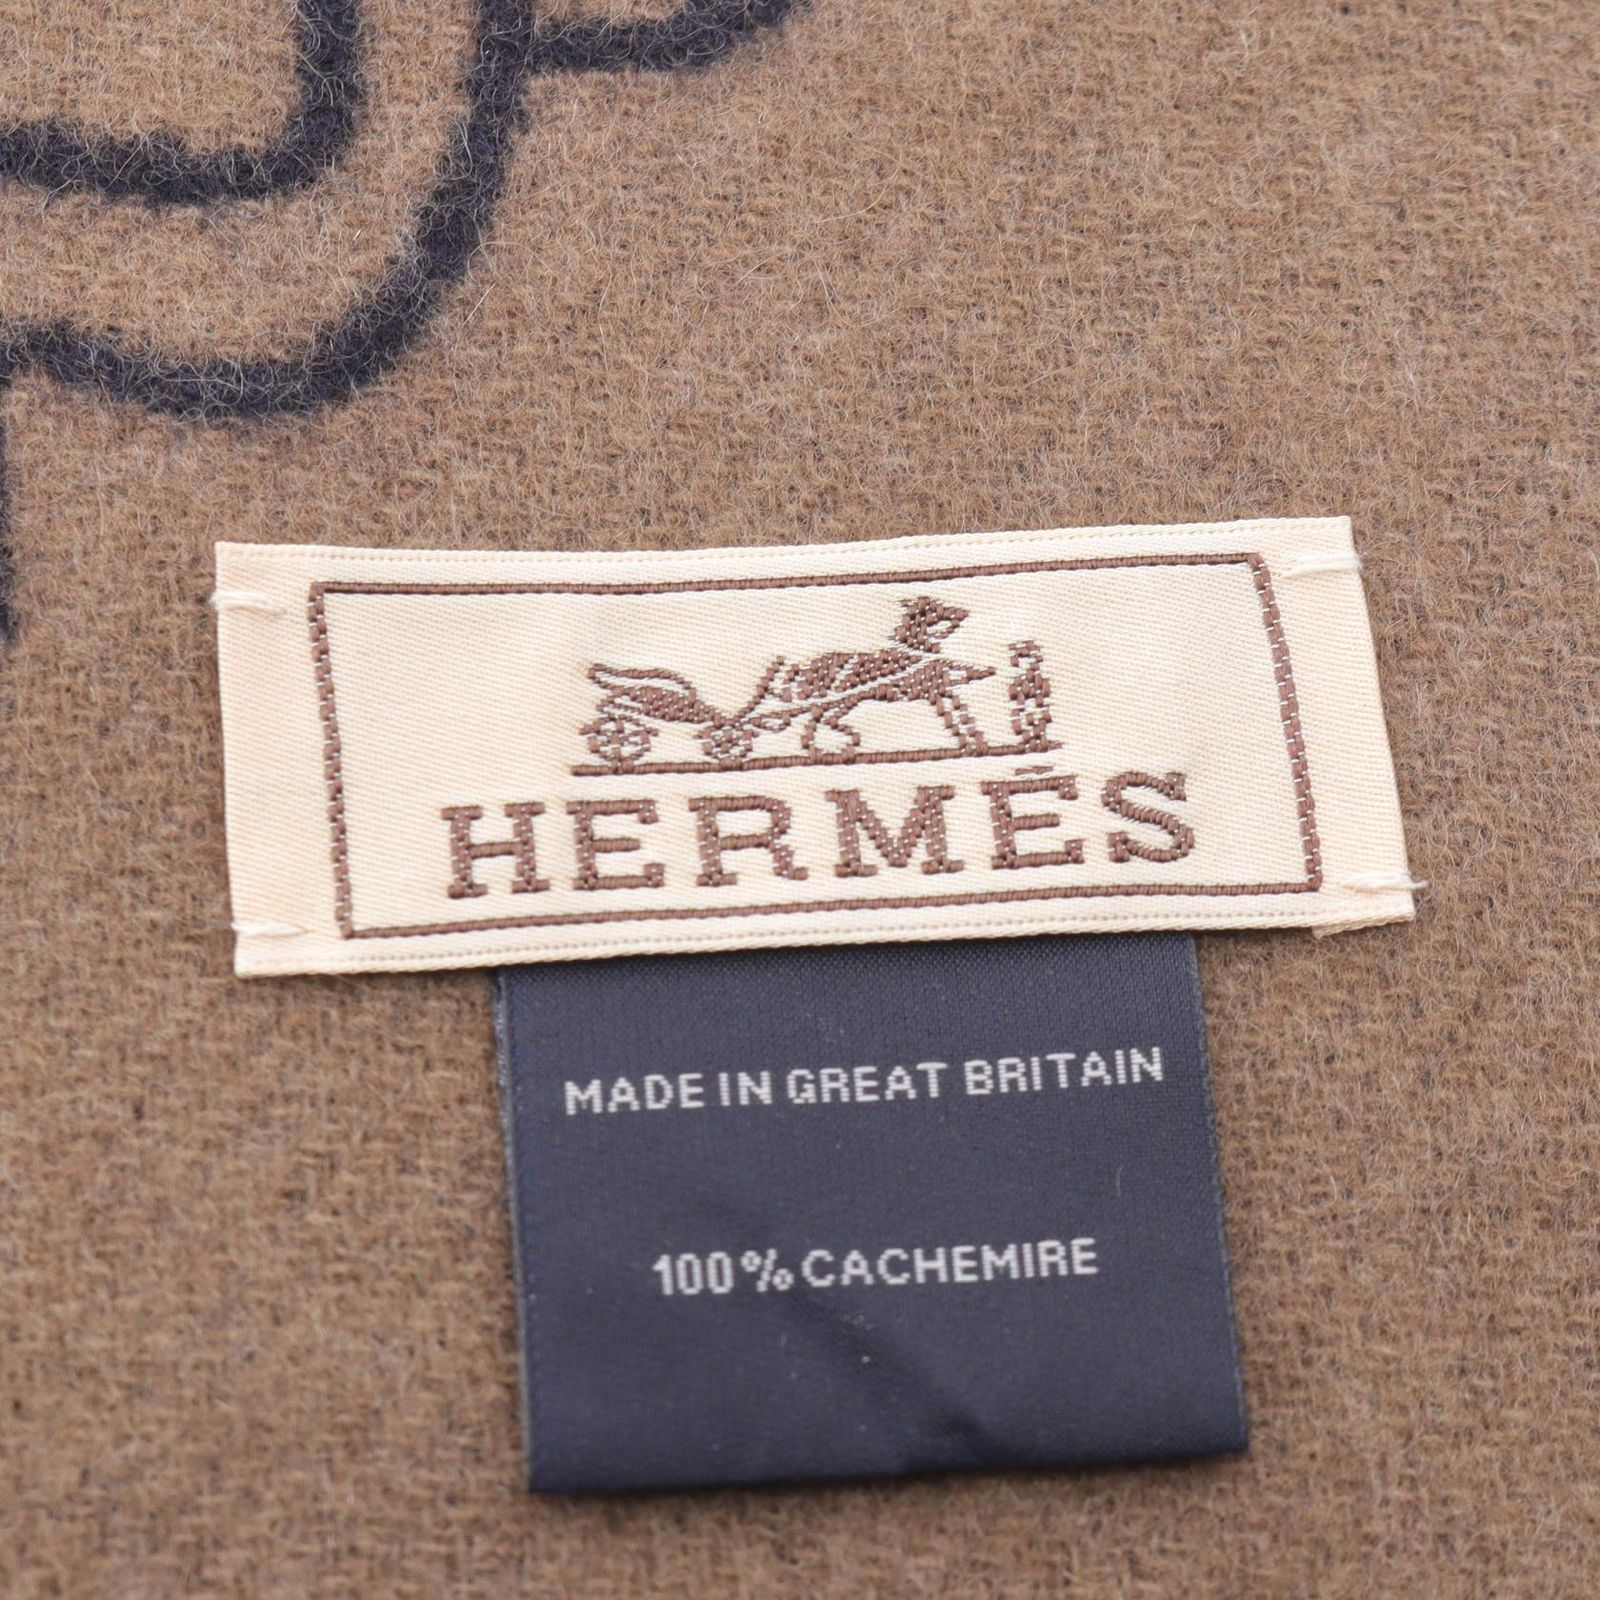 HERMÈS
MADE IN GREAT BRITAIN
100% CACHEMIRE